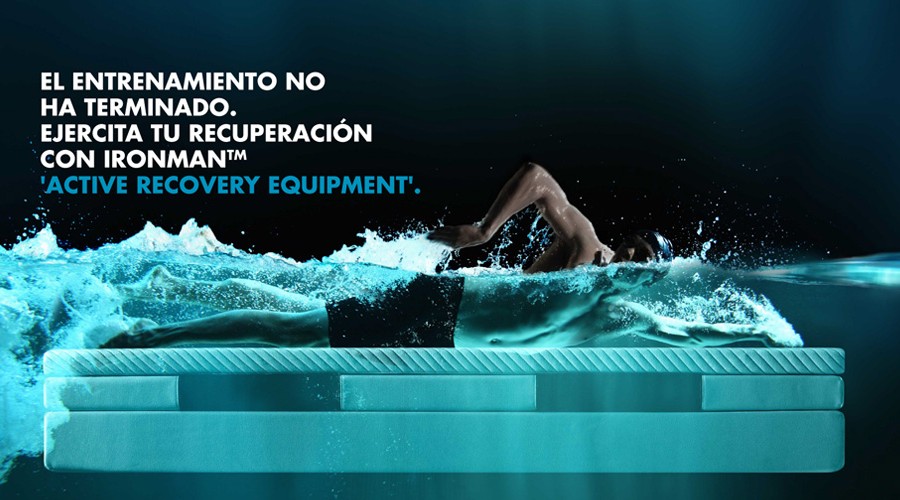 EL ENTRENAMIENTO NO
HA TERMINADO.
EJERCITA TU RECUPERACIÓN
CON IRONMAN™
'ACTIVE RECOVERY EQUIPMENT'.